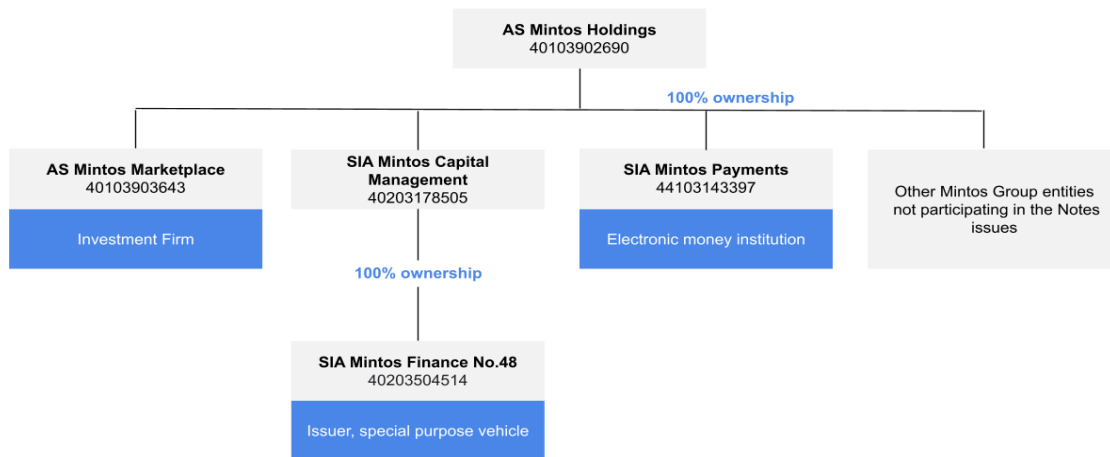 AS Mintos Holdings
40103902690
100% ownership
AS Mintos Marketplace
40103903643
Investment Firm
SIA Mintos Capital
Management
40203178505
SIA Mintos Payments
44103143397
Electronic money institution
Other Mintos Group entities
not participating in the Notes
issues
100% ownership
SIA Mintos Finance No.48
40203504514
Issuer, special purpose vehicle